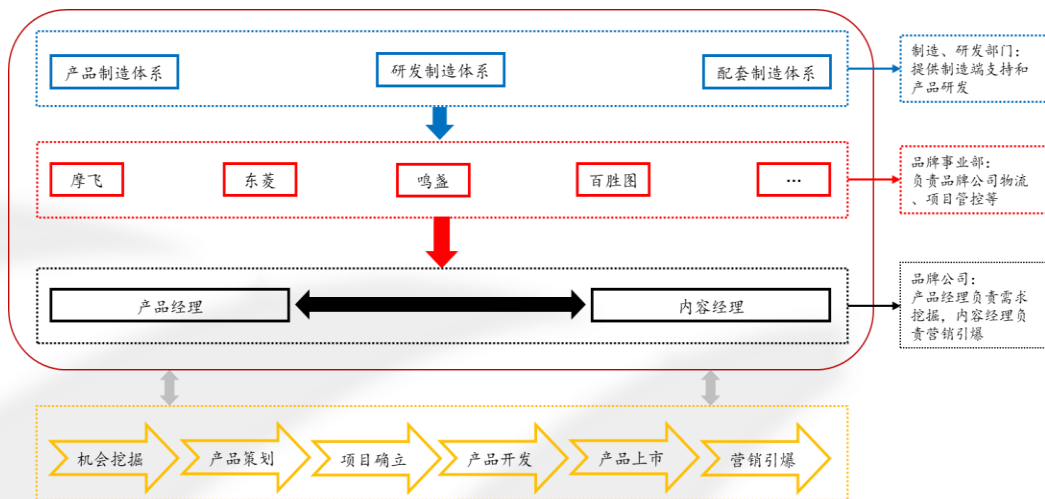 产品制造体系
研发制造体系
配套制造体系
制造、研发部门：
提供制造端支持和
产品研发
摩飞
东菱
鸣盏
百胜图
…
品牌事业部：
负责品牌公司物流
、项目管控等
产品经理
内容经理
品牌公司：
产品经理负责需求
挖掘，内容经理负
责营销引爆
机会挖掘
产品策划
项目确立
产品开发
产品上市
营销引爆